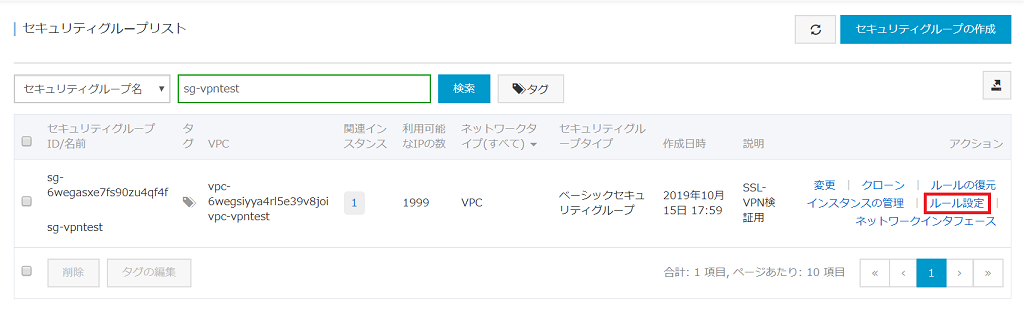 セキュリティグループリスト
セキュリティグループの作成
セキュリティグループ名 sg-vpntest 検索 タグ
セキュリティグループ
ID/名前
タ
グ
VPC
関連イン
スタンス
利用可能
なIPの数
ネットワークタ
イプ(すべて)
セキュリティグル
ープタイプ
作成日時
説明
アクション
sg-
6wegasxe7fs90zu4qf4f
sg-vpntest
vpc-
6wegsiyya4rl5e39v8joi
vpc-vpntest
1
1999
VPC
ベーシックセキュ
リティグループ
2019年10月
15日 17:59
SSL-
VPN検
証用
変更 | クローン | ルールの復元
インスタンスの管理 | ルール設定 |
ネットワークインタフェース
削除 タグの編集 合計: 1 項目, ページあたり: 10 項目 « ‹ 1 › »